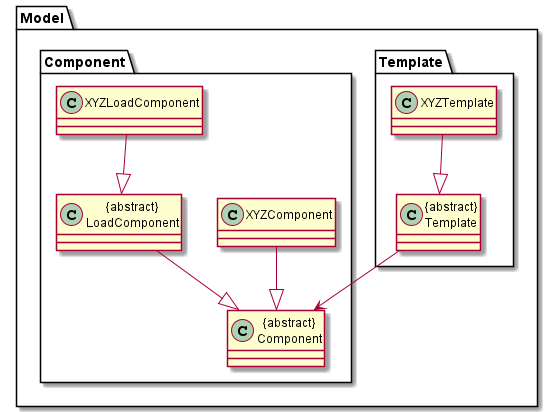 Model
Component
Template
C XYZLoadComponent
C XYZTemplate
C {abstract}
LoadComponent
C XYZComponent
C {abstract}
Template
C {abstract}
Component